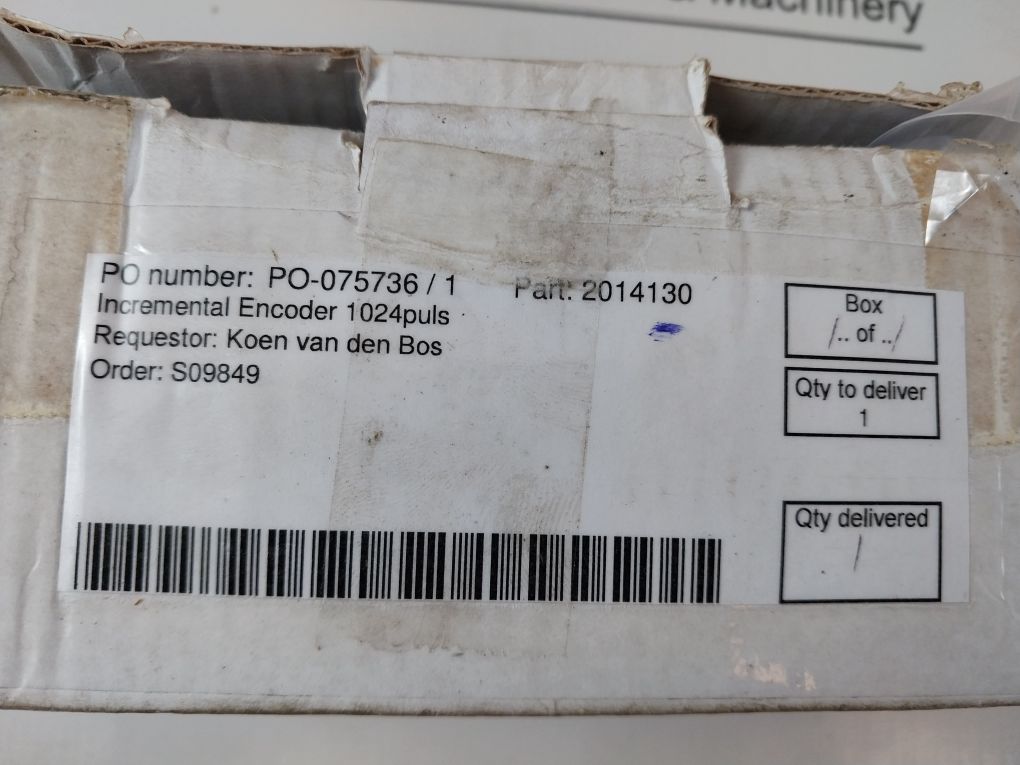 Machinery
PO number: PO-075736 / 1 Part: 2014130
Incremental Encoder 1024puls
Requestor: Koen van den Bos
Order: S09849
Box
/.. of ../
Qty to deliver
1
Qty delivered
/